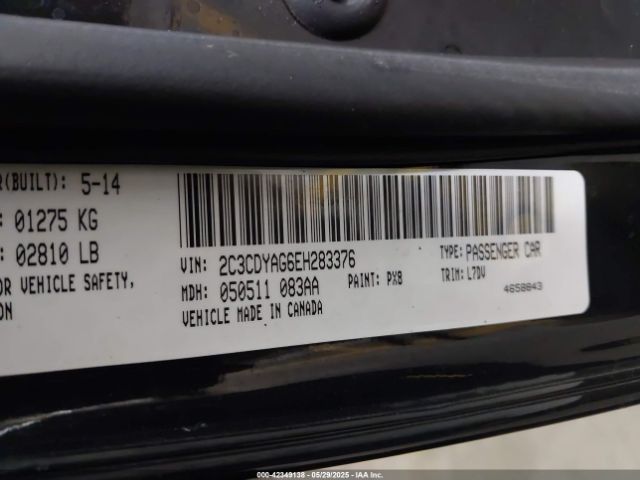 R(BUILT): 5-14
: 01275 KG
: 02810 LB
OR VEHICLE SAFETY,
ON
VIN: 2C3CDYAG6EH283376
TYPE: PASSENGER CAR
MDH: 050511 083AA
PAINT: PX8
TRIM: L7DV
VEHICLE MADE IN CANADA
4658843
000-42349138 - 05/29/2025 - IAA Inc.